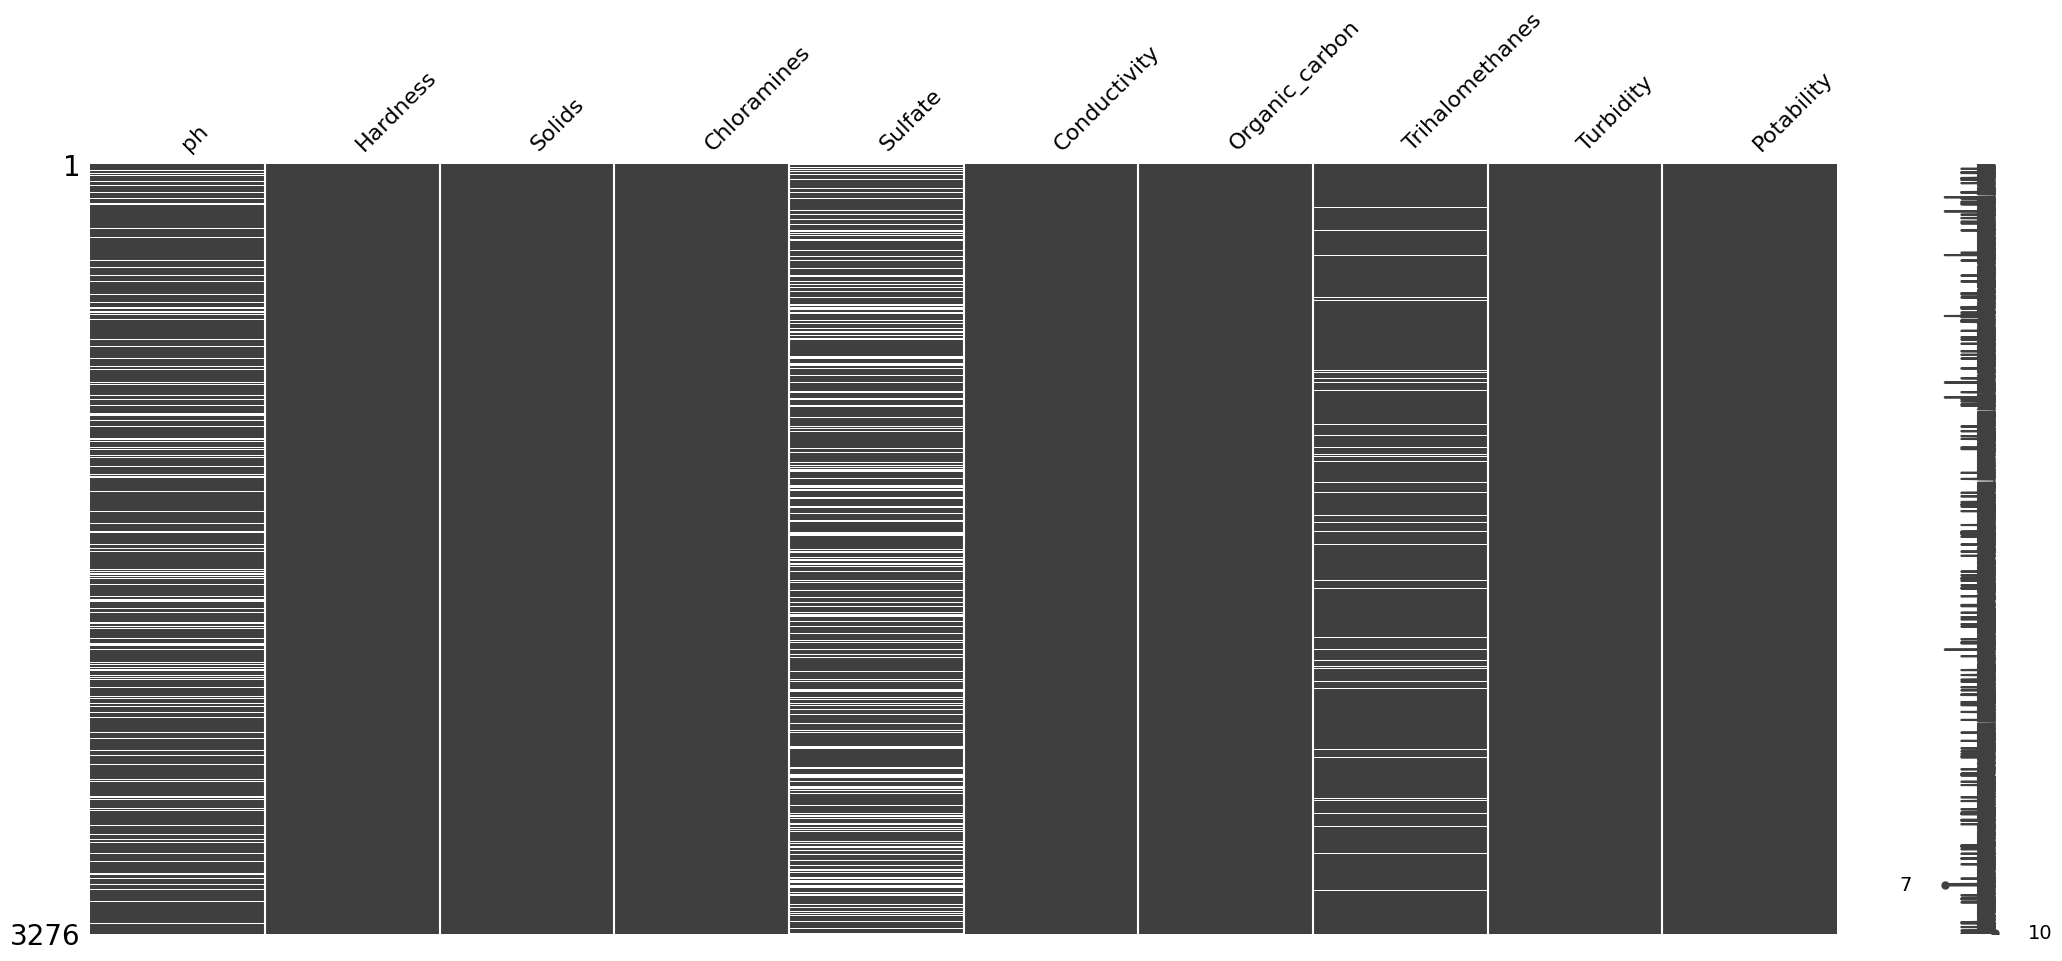 ph
Hardness
Solids
Chloramines
Sulfate
Conductivity
Organic_carbon
Trihalomethanes
Turbidity
Potability
1
7
3276
10